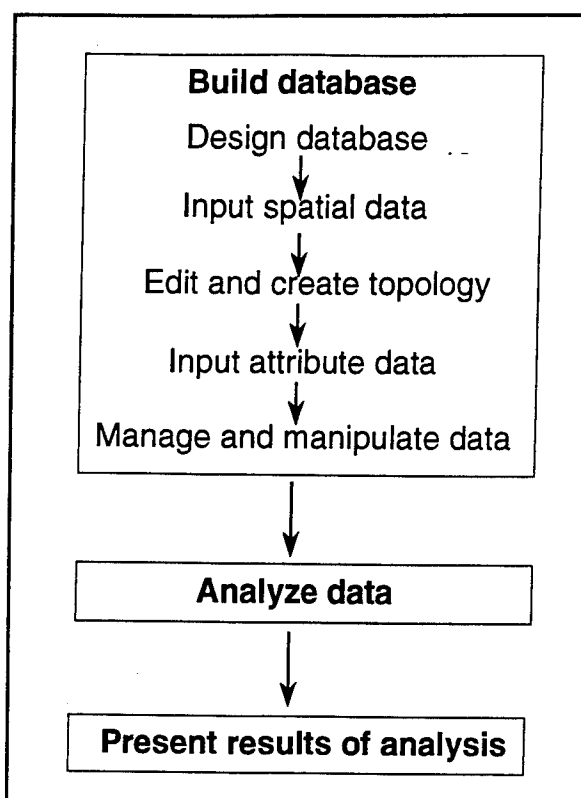 Build database
Design database
Input spatial data
Edit and create topology
Input attribute data
Manage and manipulate data
Analyze data
Present results of analysis